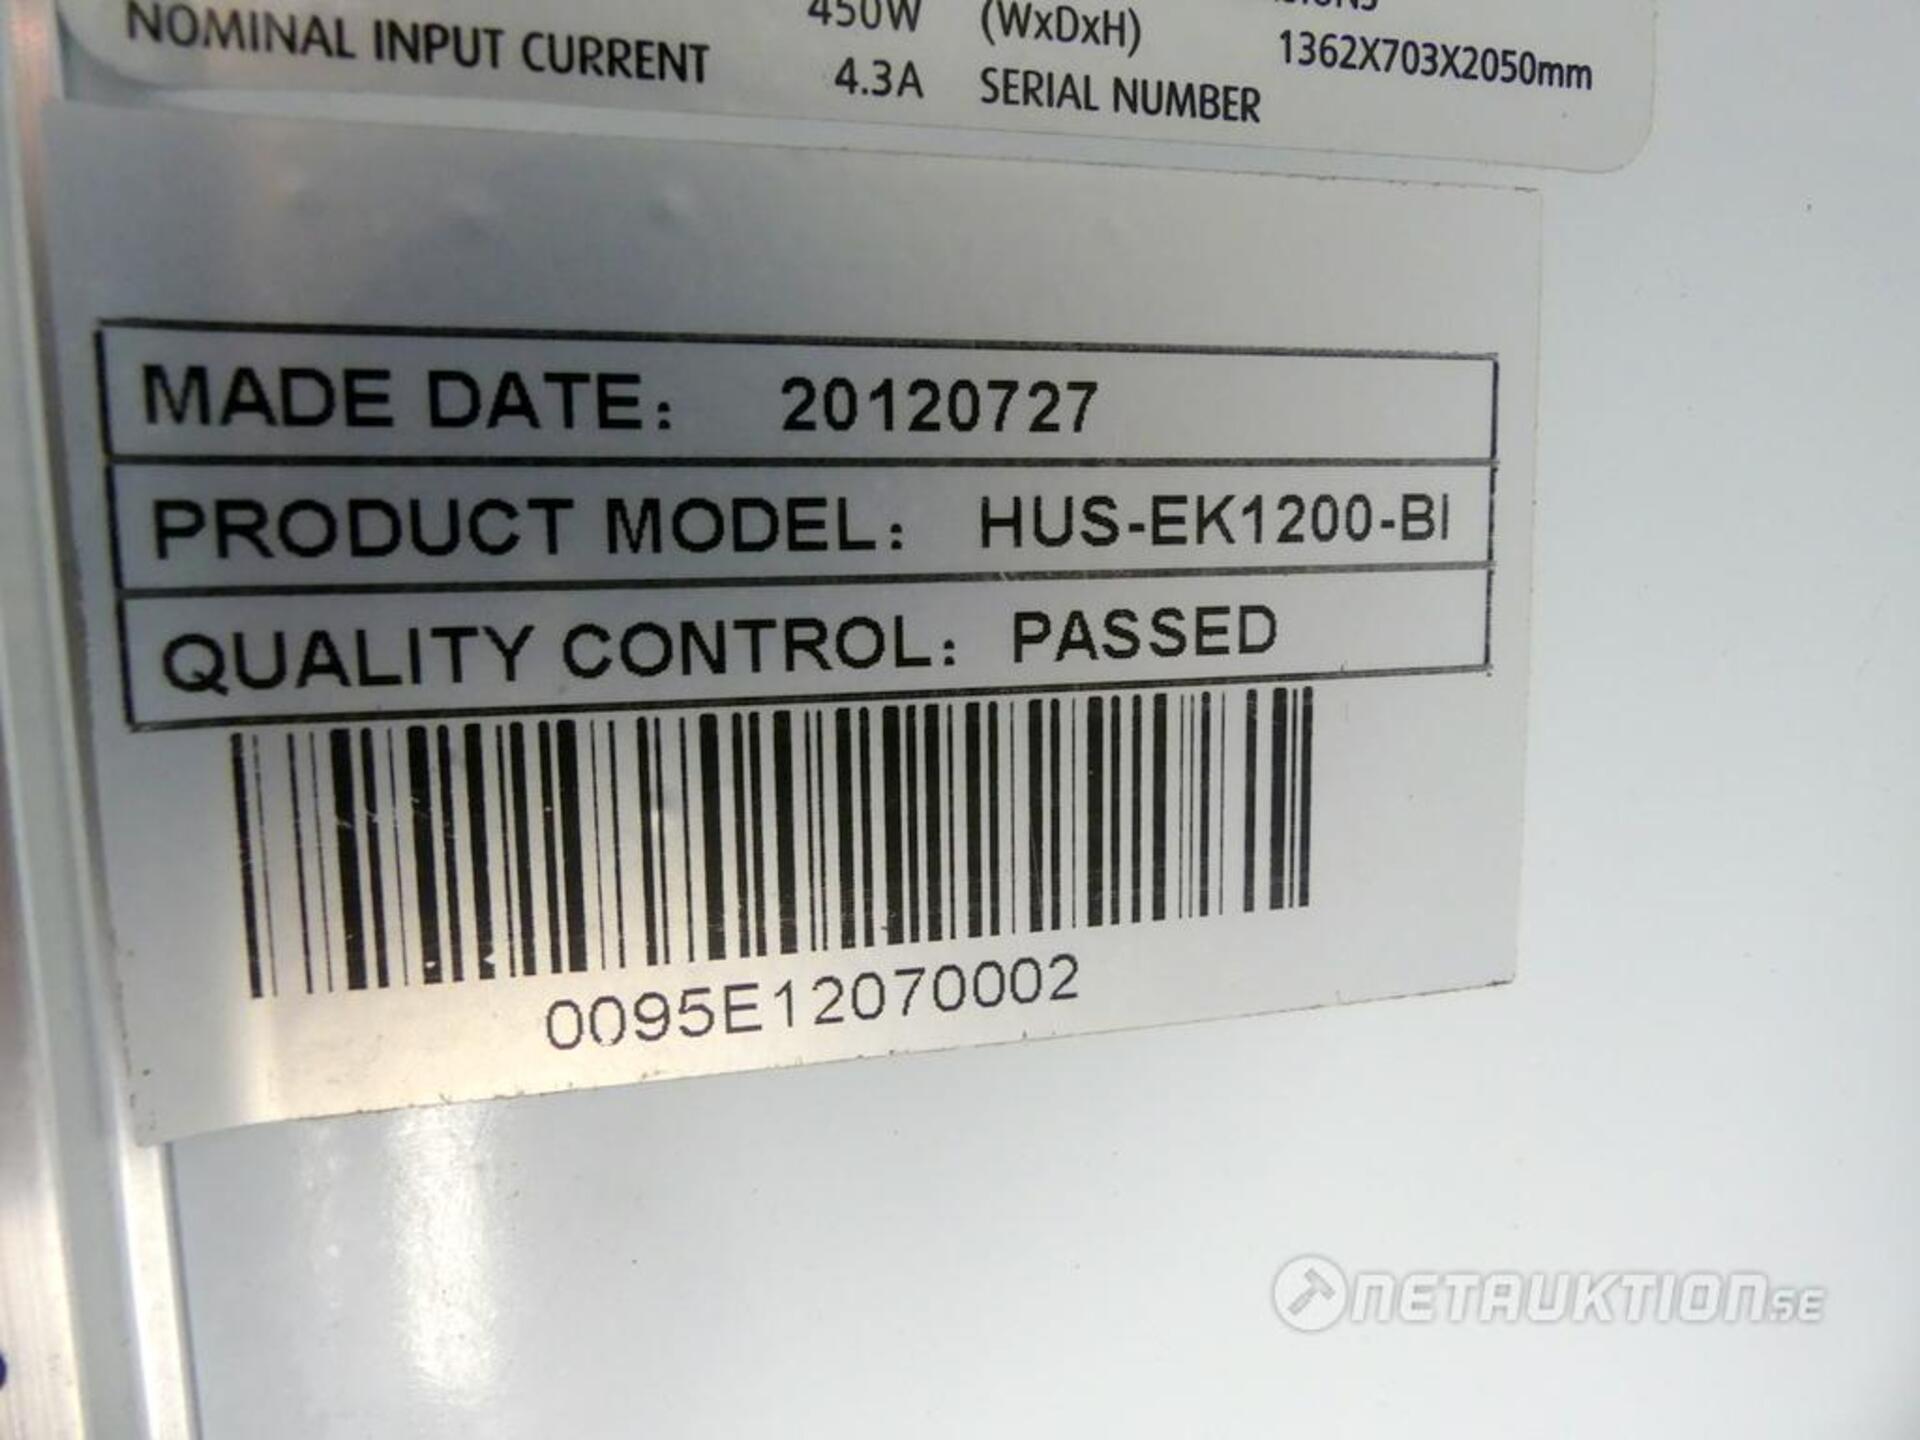 450W (WxDxH) 1362X703X2050mm
NOMINAL INPUT CURRENT 4.3A SERIAL NUMBER
MADE DATE: 20120727
PRODUCT MODEL: HUS-EK1200-BI
QUALITY CONTROL: PASSED
0095E12070002
NETAUKTION.SE